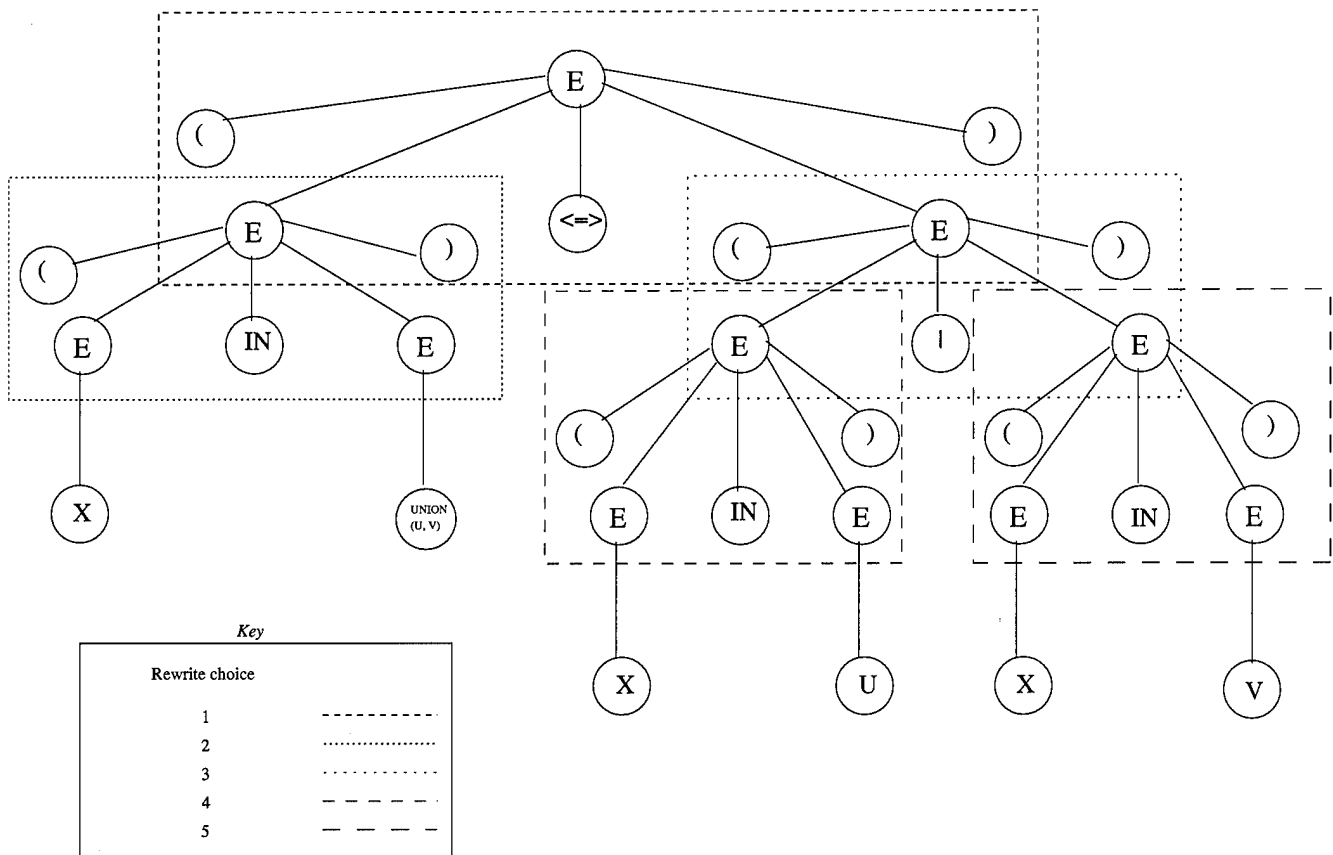 E
( )
E <=> E
( ) ( )
E IN E E | E
( ) ( )
X UNION E IN E E IN E
(U, V)
Key
Rewrite choice
X U X V
1
2
3
4
5